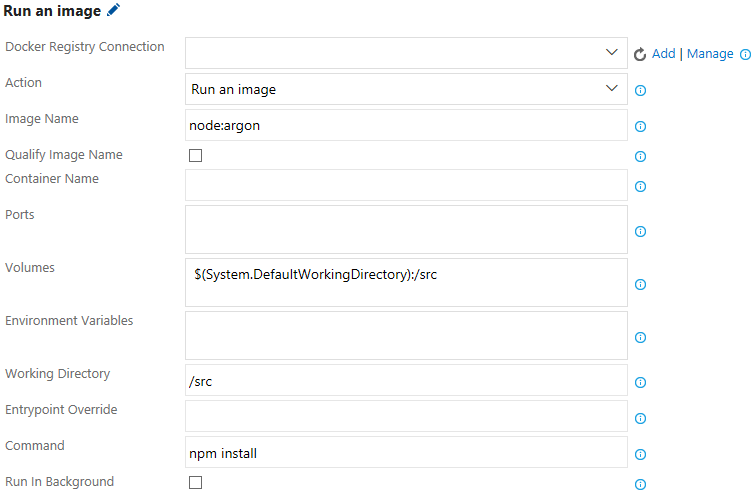 Run an image
Docker Registry Connection
Add | Manage
Action
Run an image
Image Name
node:argon
Qualify Image Name
Container Name
Ports
Volumes
$(System.DefaultWorkingDirectory):/src
Environment Variables
Working Directory
/src
Entrypoint Override
Command
npm install
Run In Background